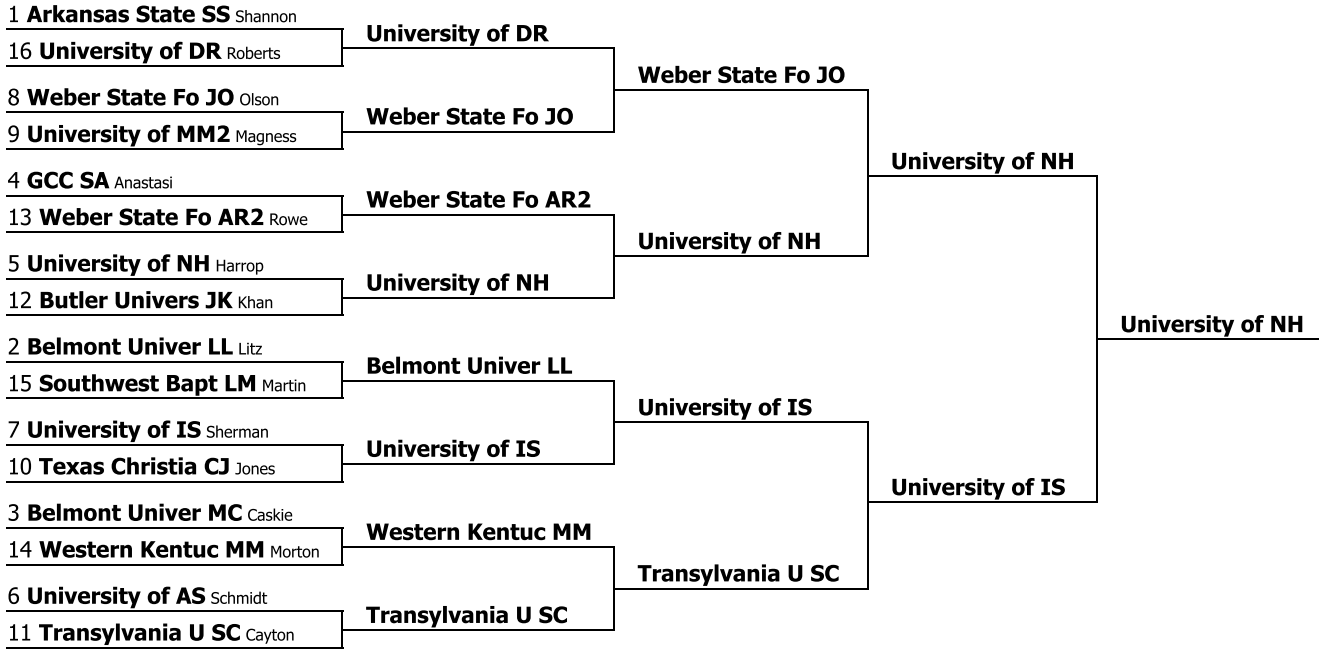 1 Arkansas State SS Shannon
16 University of DR Roberts
8 Weber State Fo JO Olson
9 University of MM2 Magness
4 GCC SA Anastasi
13 Weber State Fo AR2 Rowe
5 University of NH Harrop
12 Butler Univers JK Khan
2 Belmont Univer LL Litz
15 Southwest Bapt LM Martin
7 University of IS Sherman
10 Texas Christia CJ Jones
3 Belmont Univer MC Caskie
14 Western Kentuc MM Morton
6 University of AS Schmidt
11 Transylvania U SC Cayton
University of DR
Weber State Fo JO
Weber State Fo AR2
University of NH
Belmont Univer LL
University of IS
Western Kentuc MM
Transylvania U SC
Weber State Fo JO
University of NH
University of IS
Transylvania U SC
University of NH
University of IS
University of NH